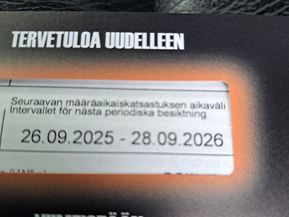 TERVETULOA UUDELLEEN
Seuraavan määräaikaiskatsastuksen aikaväli
Intervallet för nästa periodiska besiktning
26.09.2025 - 28.09.2026